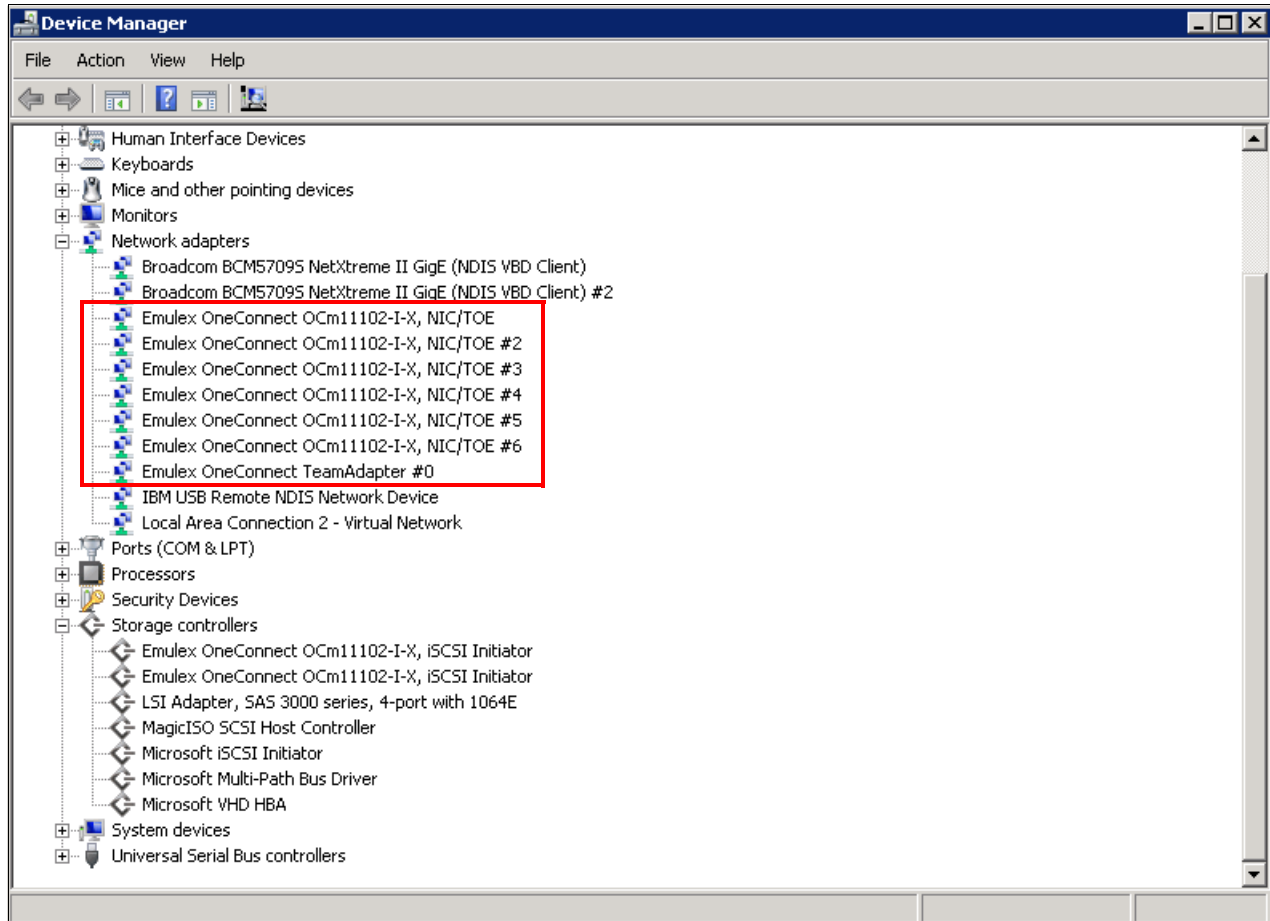 Device Manager
File Action View Help
Human Interface Devices
Keyboards
Mice and other pointing devices
Monitors
Network adapters
Broadcom BCM5709S NetXtreme II GigE (NDIS VBD Client)
Broadcom BCM5709S NetXtreme II GigE (NDIS VBD Client) #2
Emulex OneConnect OCm11102-I-X, NIC/TOE
Emulex OneConnect OCm11102-I-X, NIC/TOE #2
Emulex OneConnect OCm11102-I-X, NIC/TOE #3
Emulex OneConnect OCm11102-I-X, NIC/TOE #4
Emulex OneConnect OCm11102-I-X, NIC/TOE #5
Emulex OneConnect OCm11102-I-X, NIC/TOE #6
Emulex OneConnect TeamAdapter #0
IBM USB Remote NDIS Network Device
Local Area Connection 2 - Virtual Network
Ports (COM & LPT)
Processors
Security Devices
Storage controllers
Emulex OneConnect OCm11102-I-X, iSCSI Initiator
Emulex OneConnect OCm11102-I-X, iSCSI Initiator
LSI Adapter, SAS 3000 series, 4-port with 1064E
MagicISO SCSI Host Controller
Microsoft iSCSI Initiator
Microsoft Multi-Path Bus Driver
Microsoft VHD HBA
System devices
Universal Serial Bus controllers